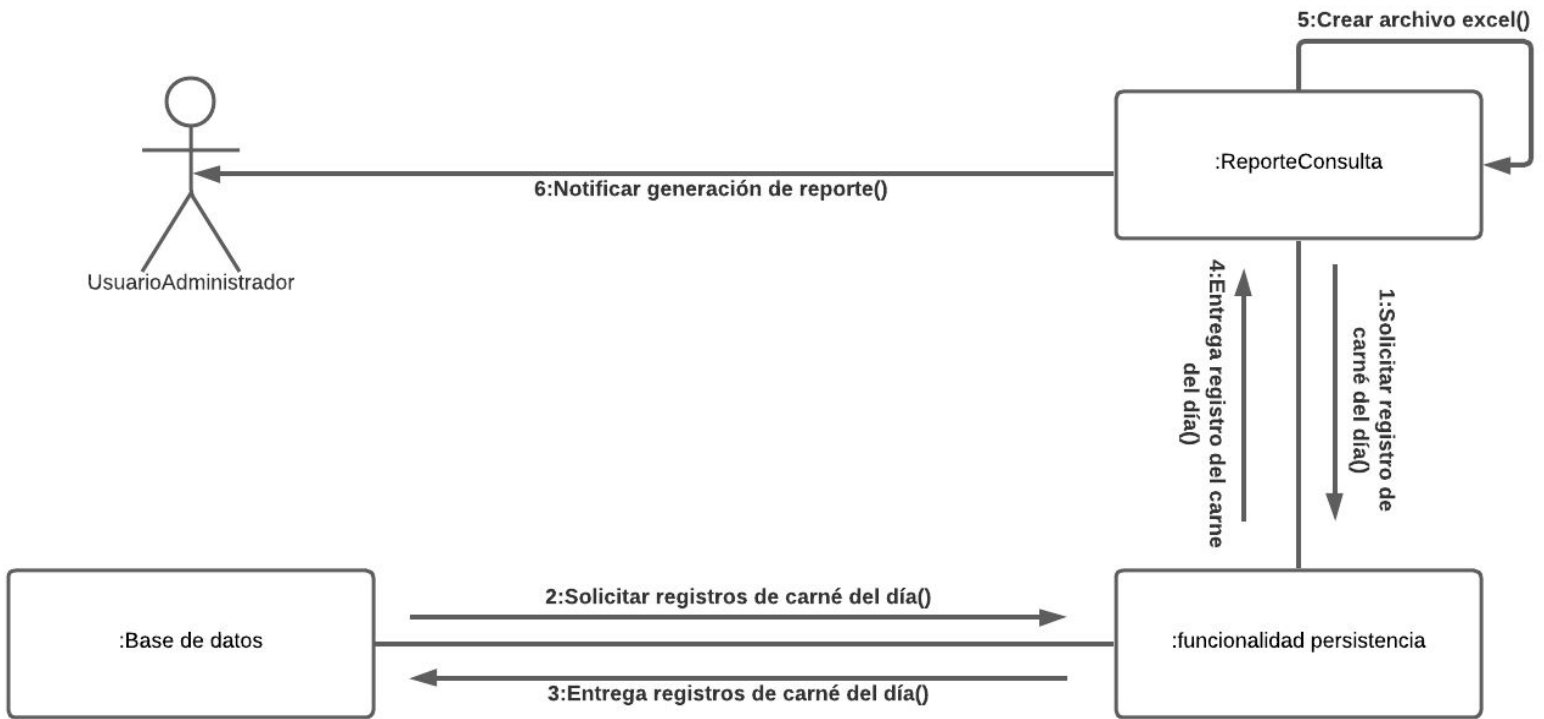 5:Crear archivo excel()
:ReporteConsulta
6:Notificar generación de reporte()
UsuarioAdministrador
4:Entrega registro del carne
del día()
1:Solicitar registro de
carné del día()
2:Solicitar registros de carné del día()
:Base de datos
:funcionalidad persistencia
3:Entrega registros de carné del día()